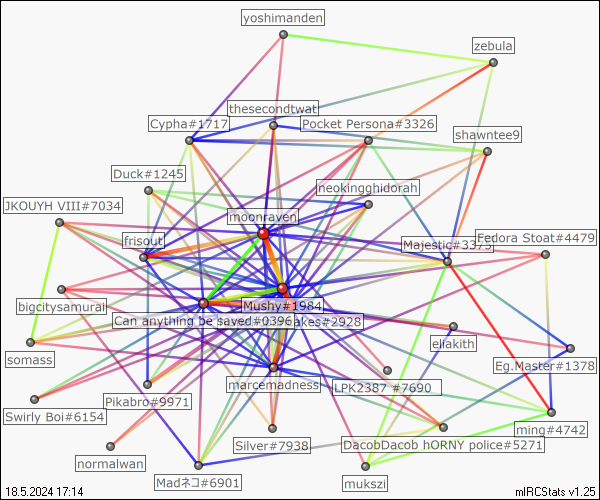 yoshimanden
zebula
thesecondtwat
Cypha#1717
Pocket Persona#3326
shawntee9
Duck#1245
neokingghidorah
JKOUYH VIII#7034
moonraven
frisout
Majestic#3375
Fedora Stoat#4479
bigcitysamurai
Mushy#1984
Can anything be saved#0396
akes#2928
somass
eliakith
Eg.Master#1378
marcemadness
LPK2387 #7690
Pikabro#9971
Swirly Boi#6154
ming#4742
Silver#7938
DacobDacob hORNY police#5271
normalwan
Madネコ#6901
mukszi
18.5.2024 17:14
mIRCStats v1.25